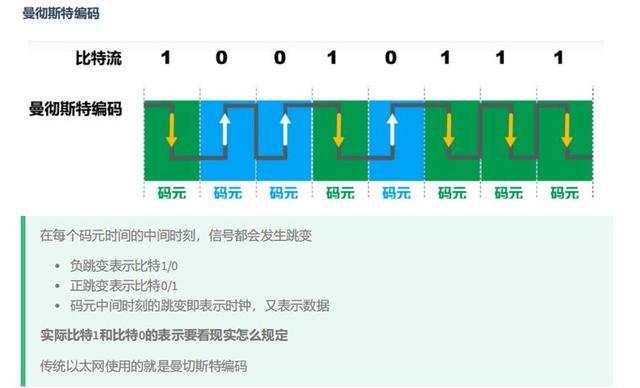 曼彻斯特编码
比特流 1 0 0 1 0 1 1 1
曼彻斯特编码
码元 码元 码元 码元 码元 码元 码元 码元
在每个码元时间的中间时刻，信号都会发生跳变
• 负跳变表示比特1/0
• 正跳变表示比特0/1
• 码元中间时刻的跳变即表示时钟，又表示数据
实际比特1和比特0的表示要看现实怎么规定
传统以太网使用的就是曼切斯特编码